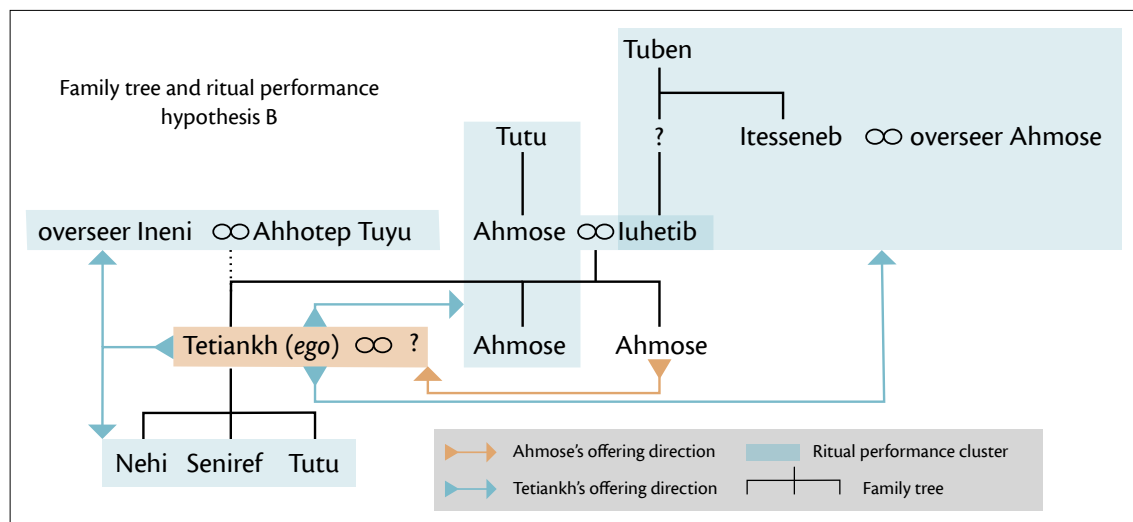 Tuben
Family tree and ritual performance
hypothesis B
Tutu ? Itesseneb ∞ overseer Ahmose
overseer Ineni ∞ Ahhotep Tuyu Ahmose ∞ Iuhetib
Tetiankh (ego) ∞ ? Ahmose Ahmose
Nehi Seniref Tutu
Ahmose's offering direction Ritual performance cluster
Tetiankh's offering direction Family tree